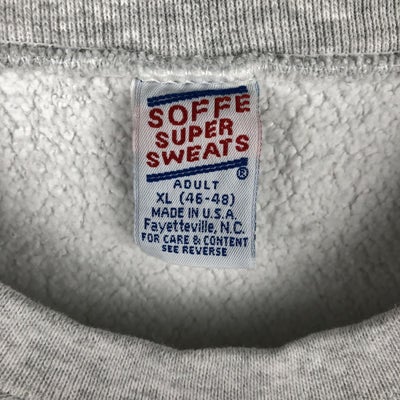 SOFFE
SUPER
SWEATS
®
ADULT
XL (46-48)
MADE IN U.S.A.
Fayetteville, N.C.
FOR CARE & CONTENT
SEE REVERSE